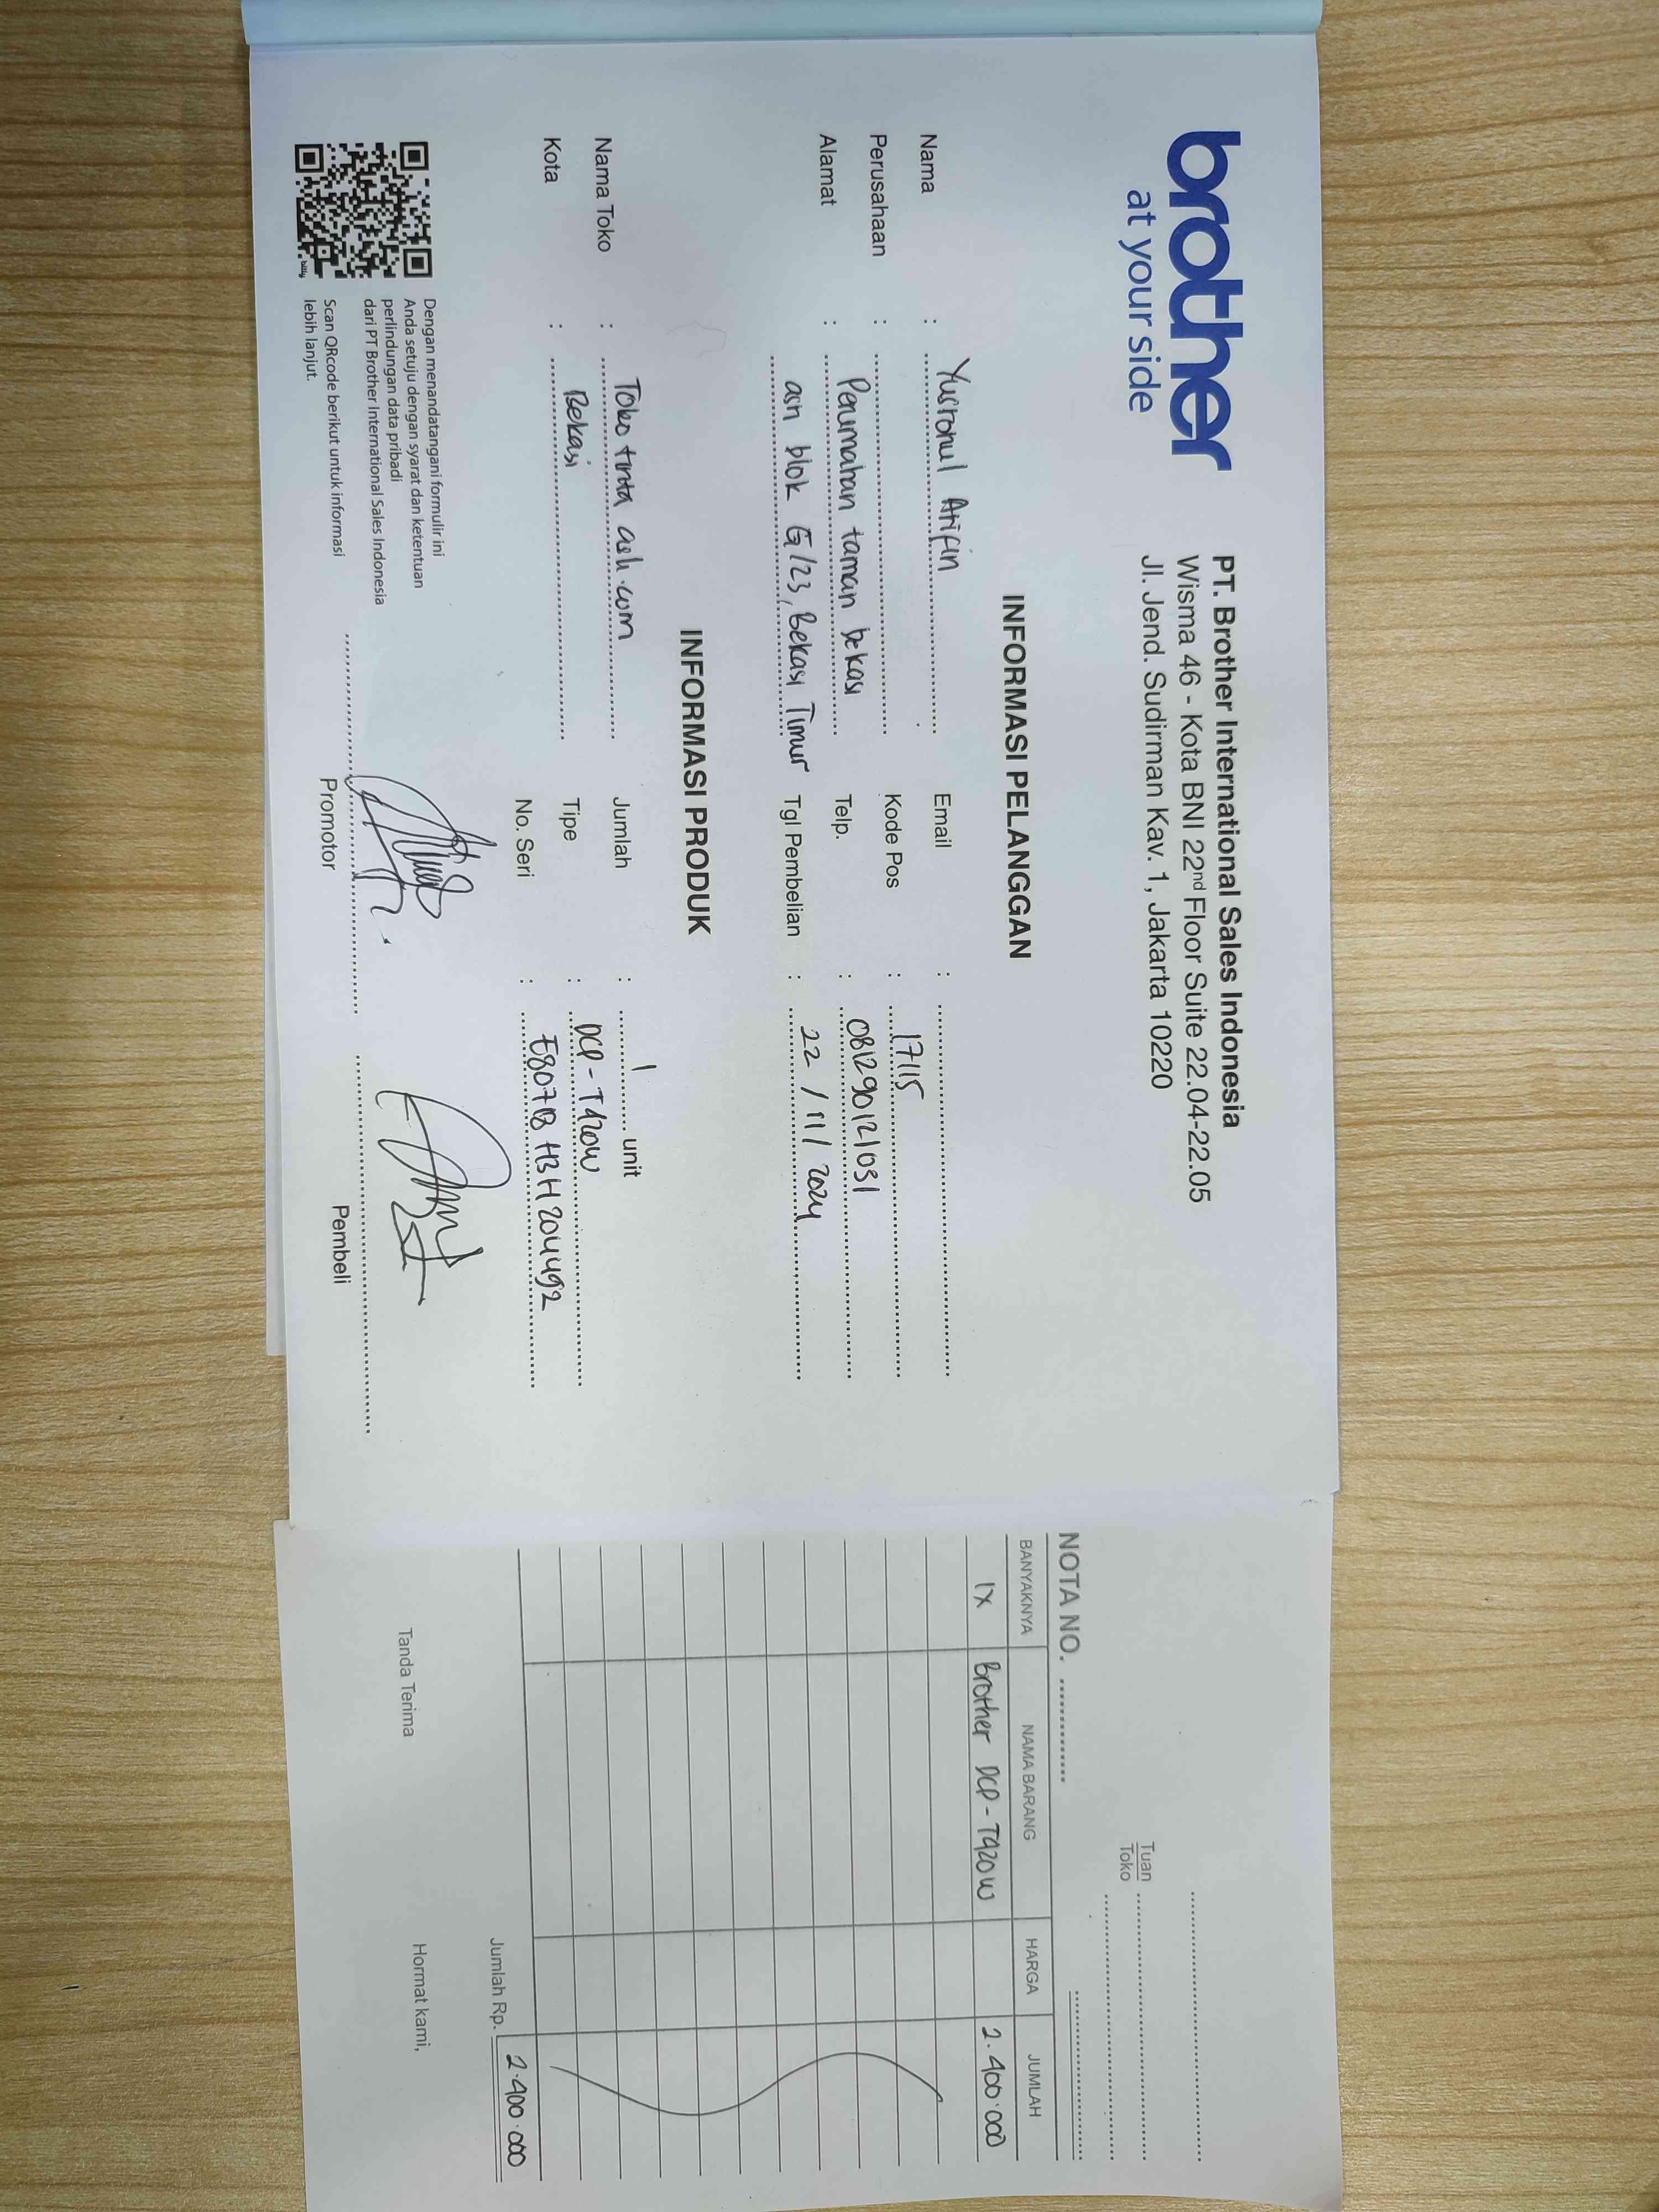 brother
at your side
PT. Brother International Sales Indonesia
Wisma 46 - Kota BNI 22nd Floor Suite 22.04-22.05
Jl. Jend. Sudirman Kav. 1, Jakarta 10220
INFORMASI PELANGGAN
Nama : Yusrohul Arifin
Perusahaan :
Alamat : Perumahan taman bekasi
asri blok G/23, Bekasi Timur
Email :
Kode Pos : 17115
Telp. : 081290121031
Tgl Pembelian : 22 / 11 / 2024
INFORMASI PRODUK
Nama Toko : Toko tinta asli.com
Kota : Bekasi
Jumlah : 1 unit
Tipe : DCP - T420W
No. Seri :
Dengan menandatangani formulir ini
Anda setuju dengan syarat dan ketentuan
perlindungan data pribadi
dari PT Brother International Sales Indonesia
Scan QRcode berikut untuk informasi
lebih lanjut.
Promotor
Pembeli
Tuan
Toko
NOTA NO.
BANYAKNYA NAMA BARANG HARGA JUMLAH
1X Brother DCP - T420W 2.400.000
Jumlah Rp. 2.400.000
Tanda Terima
Hormat kami,